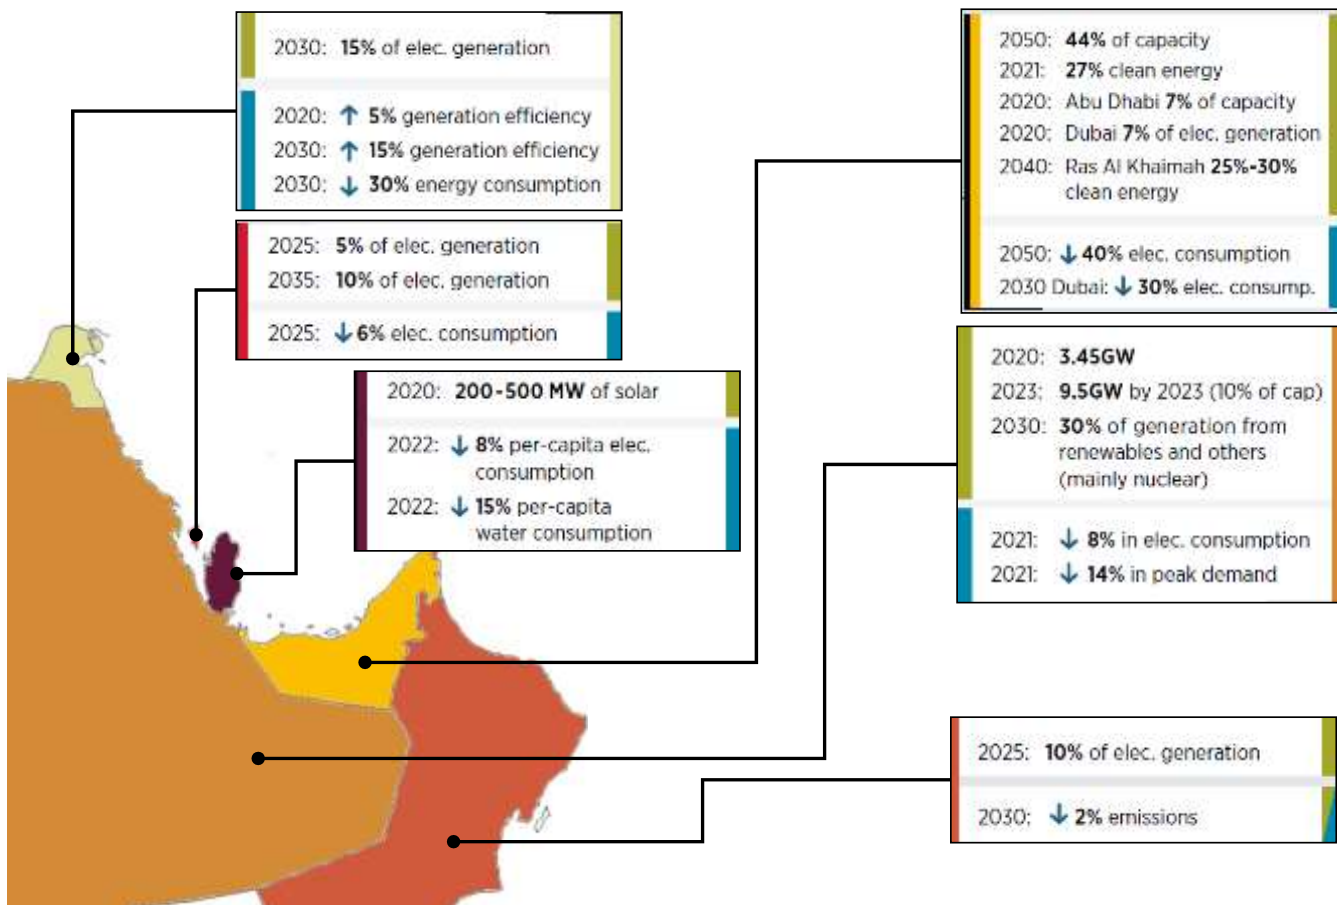 2030: 15% of elec. generation
2020: ↑ 5% generation efficiency
2030: ↑ 15% generation efficiency
2030: ↓ 30% energy consumption
2025: 5% of elec. generation
2035: 10% of elec. generation
2025: ↓ 6% elec. consumption
2020: 200-500 MW of solar
2022: ↓ 8% per-capita elec.
consumption
2022: ↓ 15% per-capita
water consumption
2050: 44% of capacity
2021: 27% clean energy
2020: Abu Dhabi 7% of capacity
2020: Dubai 7% of elec. generation
2040: Ras Al Khaimah 25%-30%
clean energy
2050: ↓ 40% elec. consumption
2030 Dubai: ↓ 30% elec. consump.
2020: 3.45GW
2023: 9.5GW by 2023 (10% of cap)
2030: 30% of generation from
renewables and others
(mainly nuclear)
2021: ↓ 8% in elec. consumption
2021: ↓ 14% in peak demand
2025: 10% of elec. generation
2030: ↓ 2% emissions